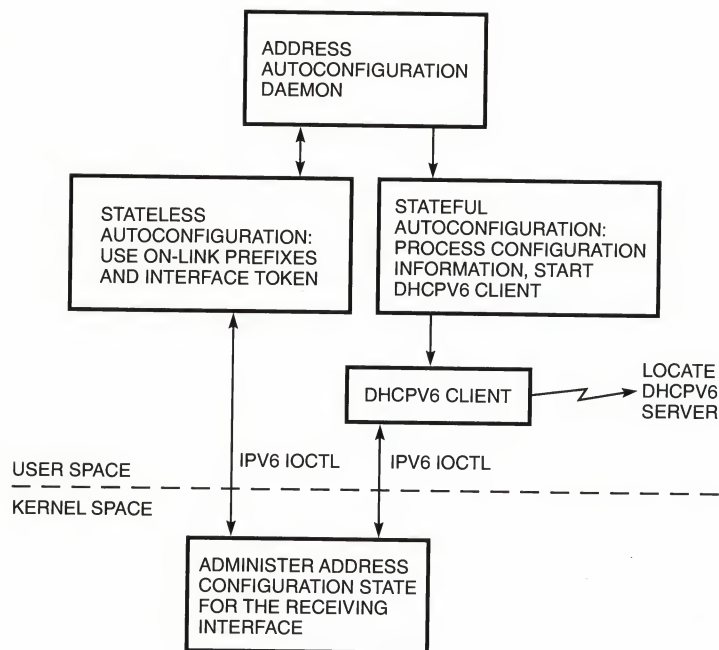 ADDRESS
AUTOCONFIGURATION
DAEMON
STATELESS
AUTOCONFIGURATION:
USE ON-LINK PREFIXES
AND INTERFACE TOKEN
STATEFUL
AUTOCONFIGURATION:
PROCESS CONFIGURATION
INFORMATION, START
DHCPV6 CLIENT
DHCPV6 CLIENT
LOCATE
DHCPV6
SERVER
IPV6 IOCTL
IPV6 IOCTL
USER SPACE
KERNEL SPACE
ADMINISTER ADDRESS
CONFIGURATION STATE
FOR THE RECEIVING
INTERFACE